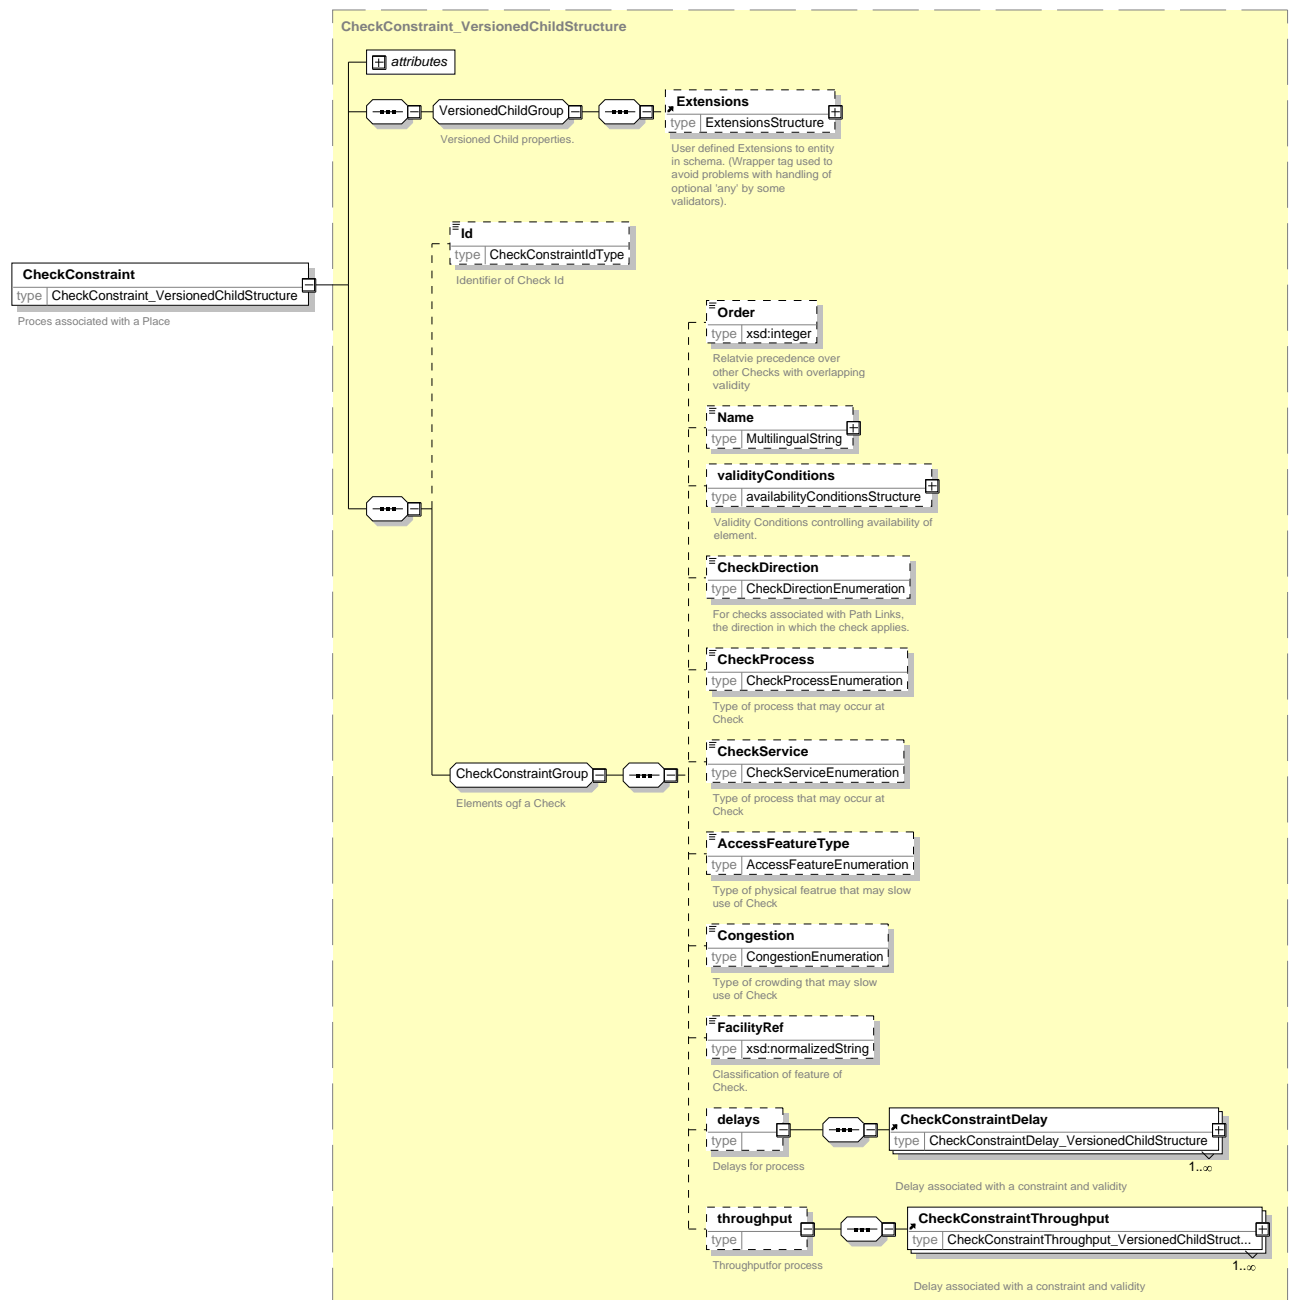 CheckConstraint_VersionedChildStructure
attributes
VersionedChildGroup
Versioned Child properties.
Extensions
type ExtensionsStructure
User defined Extensions to entity
in schema. (Wrapper tag used to
avoid problems with handling of
optional 'any' by some
validators).
Id
type CheckConstraintIdType
Identifier of Check Id
CheckConstraint
type CheckConstraint_VersionedChildStructure
Proces associated with a Place
Order
type xsd:integer
Relatvie precedence over
other Checks with overlapping
validity
Name
type MultilingualString
validityConditions
type availabilityConditionsStructure
Validity Conditions controlling availability of
element.
CheckDirection
type CheckDirectionEnumeration
For checks associated with Path Links,
the direction in which the check applies.
CheckProcess
type CheckProcessEnumeration
Type of process that may occur at
Check
CheckService
type CheckServiceEnumeration
Type of process that may occur at
Check
CheckConstraintGroup
Elements ogf a Check
AccessFeatureType
type AccessFeatureEnumeration
Type of physical featrue that may slow
use of Check
Congestion
type CongestionEnumeration
Type of crowding that may slow
use of Check
FacilityRef
type xsd:normalizedString
Classification of feature of
Check.
delays
type
Delays for process
CheckConstraintDelay
type CheckConstraintDelay_VersionedChildStructure
1..∞
Delay associated with a constraint and validity
throughput
type
Throughputfor process
CheckConstraintThroughput
type CheckConstraintThroughput_VersionedChildStruct...
1..∞
Delay associated with a constraint and validity